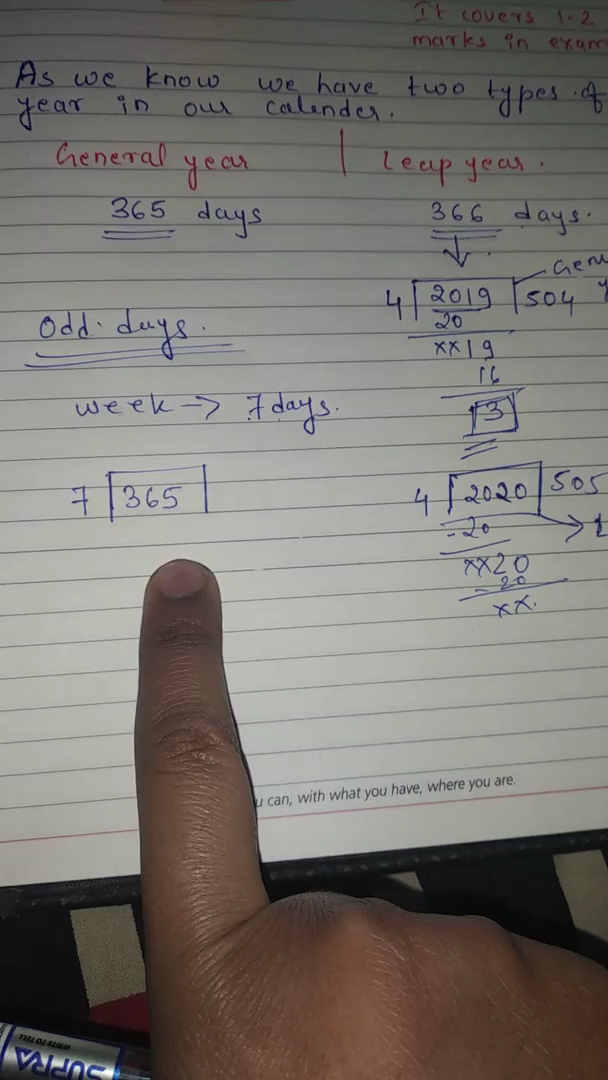 It covers 1-2
marks in exam
As we know we have two types of
year in our calender.
General year
Leap year.
365 days
366 days.
4 2019 504
20
xx19
16
3
Odd days.
week -> 7 days.
7 365
4 2020 505
-20
xx20
-20
xx.
u can, with what you have, where you are.
SUPRA
WRITE TO TELL